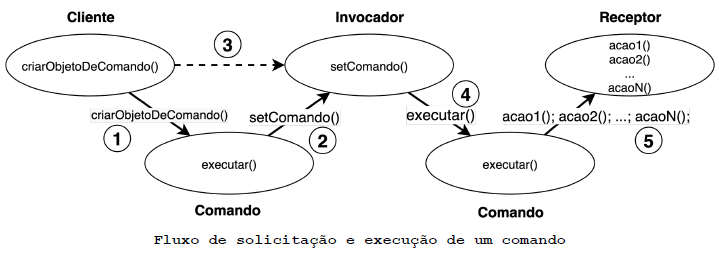 Cliente
Invocador
Receptor
criarObjetoDeComando()
3
setComando()
acao1()
acao2()
...
acaoN()
criarObjetoDeComando()
1
setComando()
2
4
executar()
acao1(); acao2(); ...; acaoN();
5
executar()
executar()
Comando
Comando
Fluxo de solicitação e execução de um comando